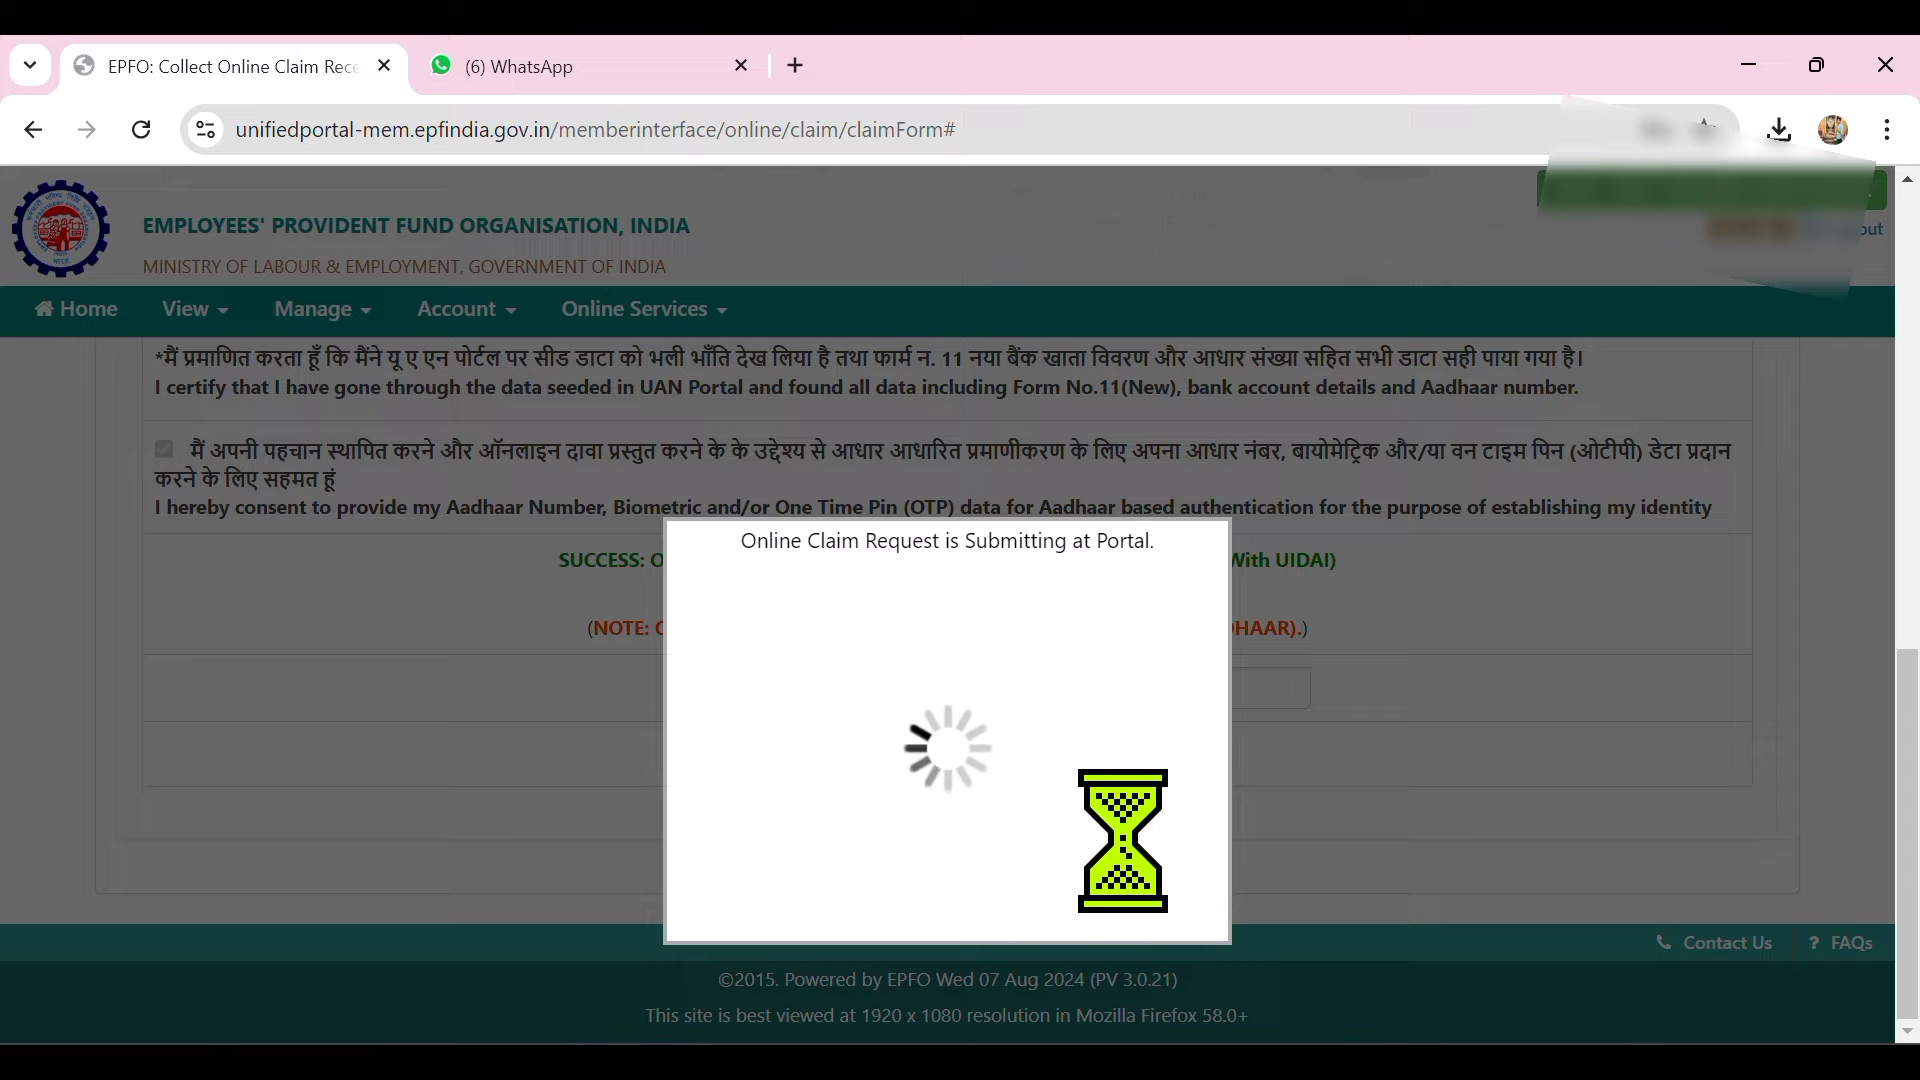 EPFO: Collect Online Claim Rece
(6) WhatsApp
unifiedportal-mem.epfindia.gov.in/memberinterface/online/claim/claimForm#
EMPLOYEES' PROVIDENT FUND ORGANISATION, INDIA
MINISTRY OF LABOUR & EMPLOYMENT, GOVERNMENT OF INDIA
Home View Manage Account Online Services
*मैं प्रमाणित करता हूँ कि मैंने यू ए एन पोर्टल पर सीड डाटा को भली भाँति देख लिया है तथा फार्म न. 11 नया बैंक खाता विवरण और आधार संख्या सहित सभी डाटा सही पाया गया है।
I certify that I have gone through the data seeded in UAN Portal and found all data including Form No.11(New), bank account details and Aadhaar number.
मैं अपनी पहचान स्थापित करने और ऑनलाइन दावा प्रस्तुत करने के के उद्देश्य से आधार आधारित प्रमाणीकरण के लिए अपना आधार नंबर, बायोमेट्रिक और/या वन टाइम पिन (ओटीपी) डेटा प्रदान
करने के लिए सहमत हूं
I hereby consent to provide my Aadhaar Number, Biometric and/or One Time Pin (OTP) data for Aadhaar based authentication for the purpose of establishing my identity
Online Claim Request is Submitting at Portal.
SUCCESS: With UIDAI)
(NOTE: DHAAR).)
Contact Us ? FAQs
©2015. Powered by EPFO Wed 07 Aug 2024 (PV 3.0.21)
This site is best viewed at 1920 x 1080 resolution in Mozilla Firefox 58.0+